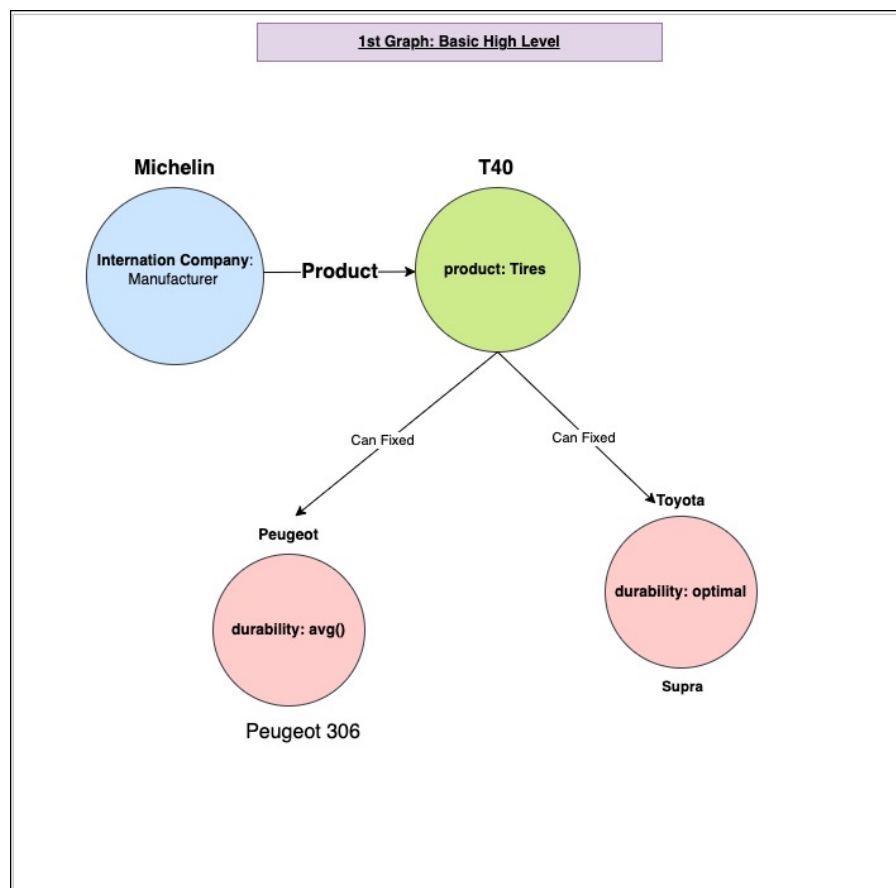 1st Graph: Basic High Level
Michelin
T40
Internation Company:
Manufacturer
Product
product: Tires
Can Fixed
Can Fixed
Toyota
Peugeot
durability: optimal
durability: avg()
Supra
Peugeot 306